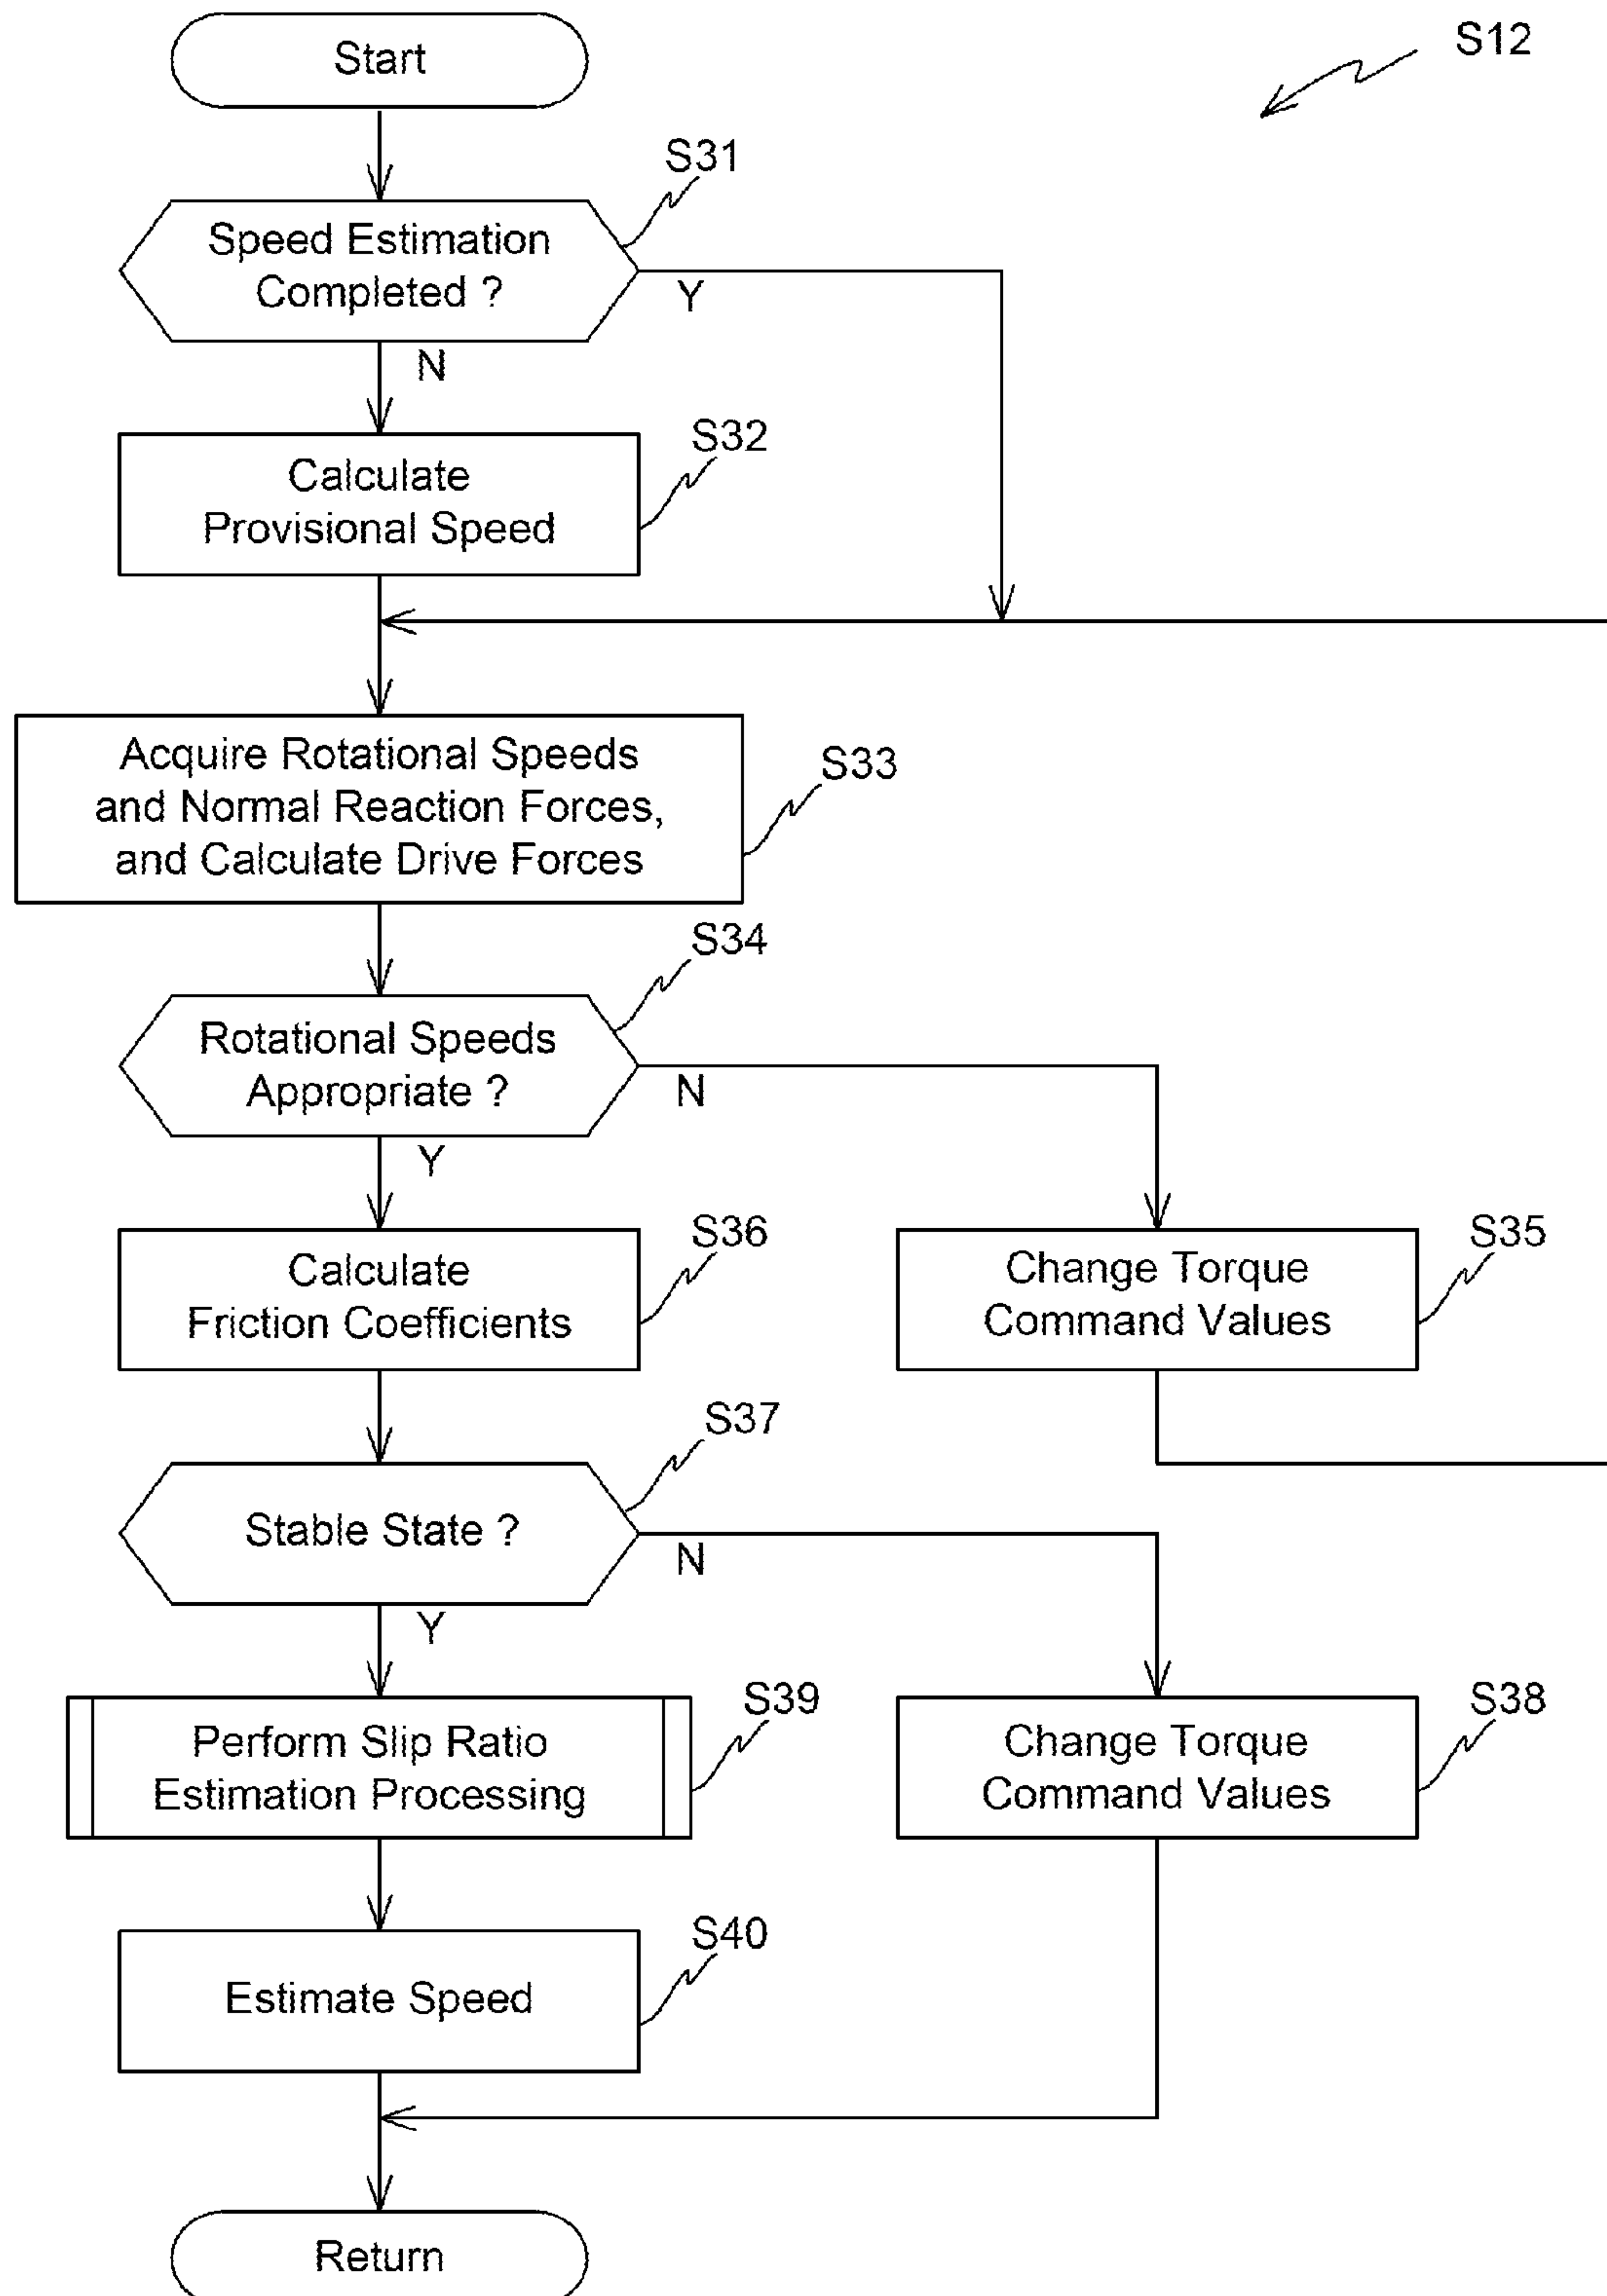 Start
S12
S31
Speed Estimation
Completed ?
Y
N
S32
Calculate
Provisional Speed
S33
Acquire Rotational Speeds
and Normal Reaction Forces,
and Calculate Drive Forces
S34
Rotational Speeds
Appropriate ?
N
Y
S36
Calculate
Friction Coefficients
S35
Change Torque
Command Values
S37
Stable State ?
N
Y
S39
Perform Slip Ratio
Estimation Processing
S38
Change Torque
Command Values
S40
Estimate Speed
Return